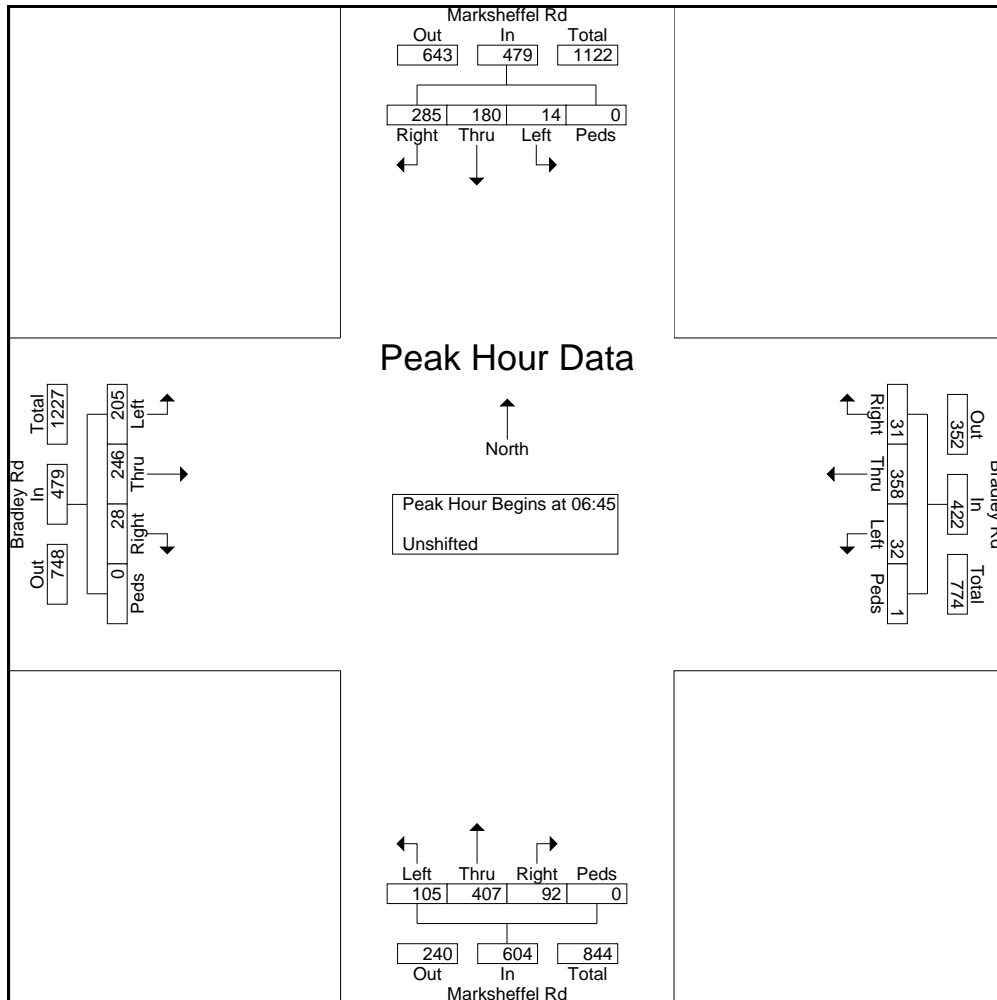 Marksheffel Rd
Out In Total
643 479 1122
285 180 14 0
Right Thru Left Peds
Peak Hour Data
North
Peak Hour Begins at 06:45
Unshifted
Bradley Rd
Total In Out
1227 479 748
205 246 28 0
Left Thru Right Peds
Right Thru Left Peds
31 358 32 1
Out In Total
352 422 774
Bradley Rd
Left Thru Right Peds
105 407 92 0
240 604 844
Out In Total
Marksheffel Rd